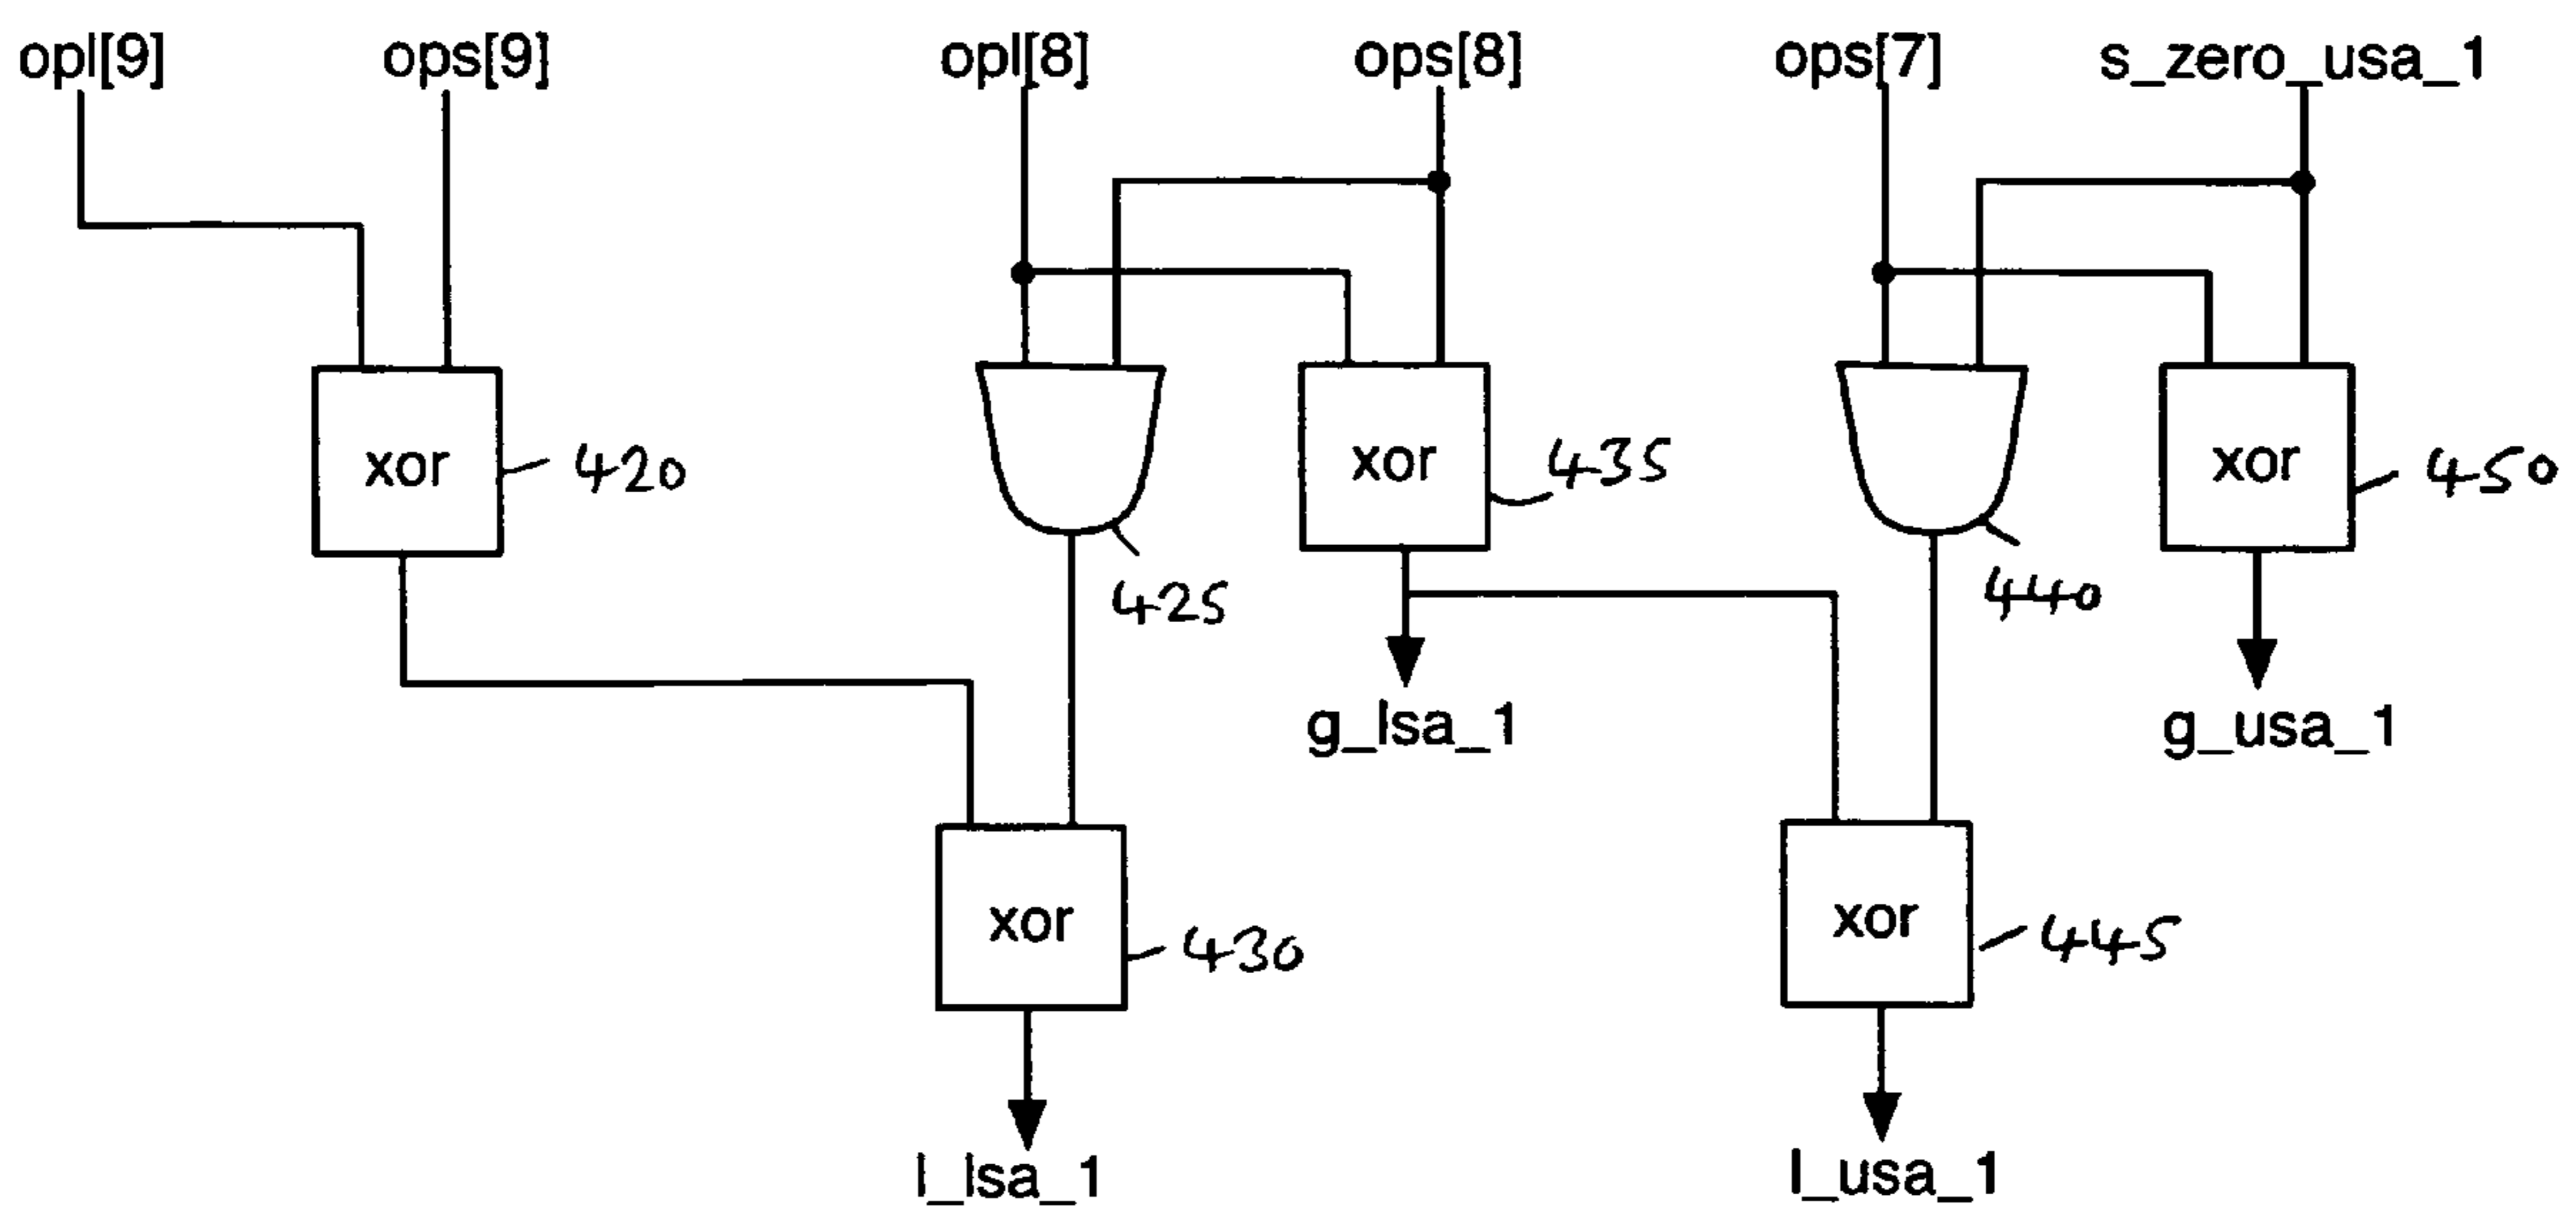 opl[9] ops[9] opl[8] ops[8] ops[7] s_zero_usa_1
xor 420 xor 435 xor 450
425 440
g_lsa_1 g_usa_1
xor 430 xor 445
l_lsa_1 l_usa_1